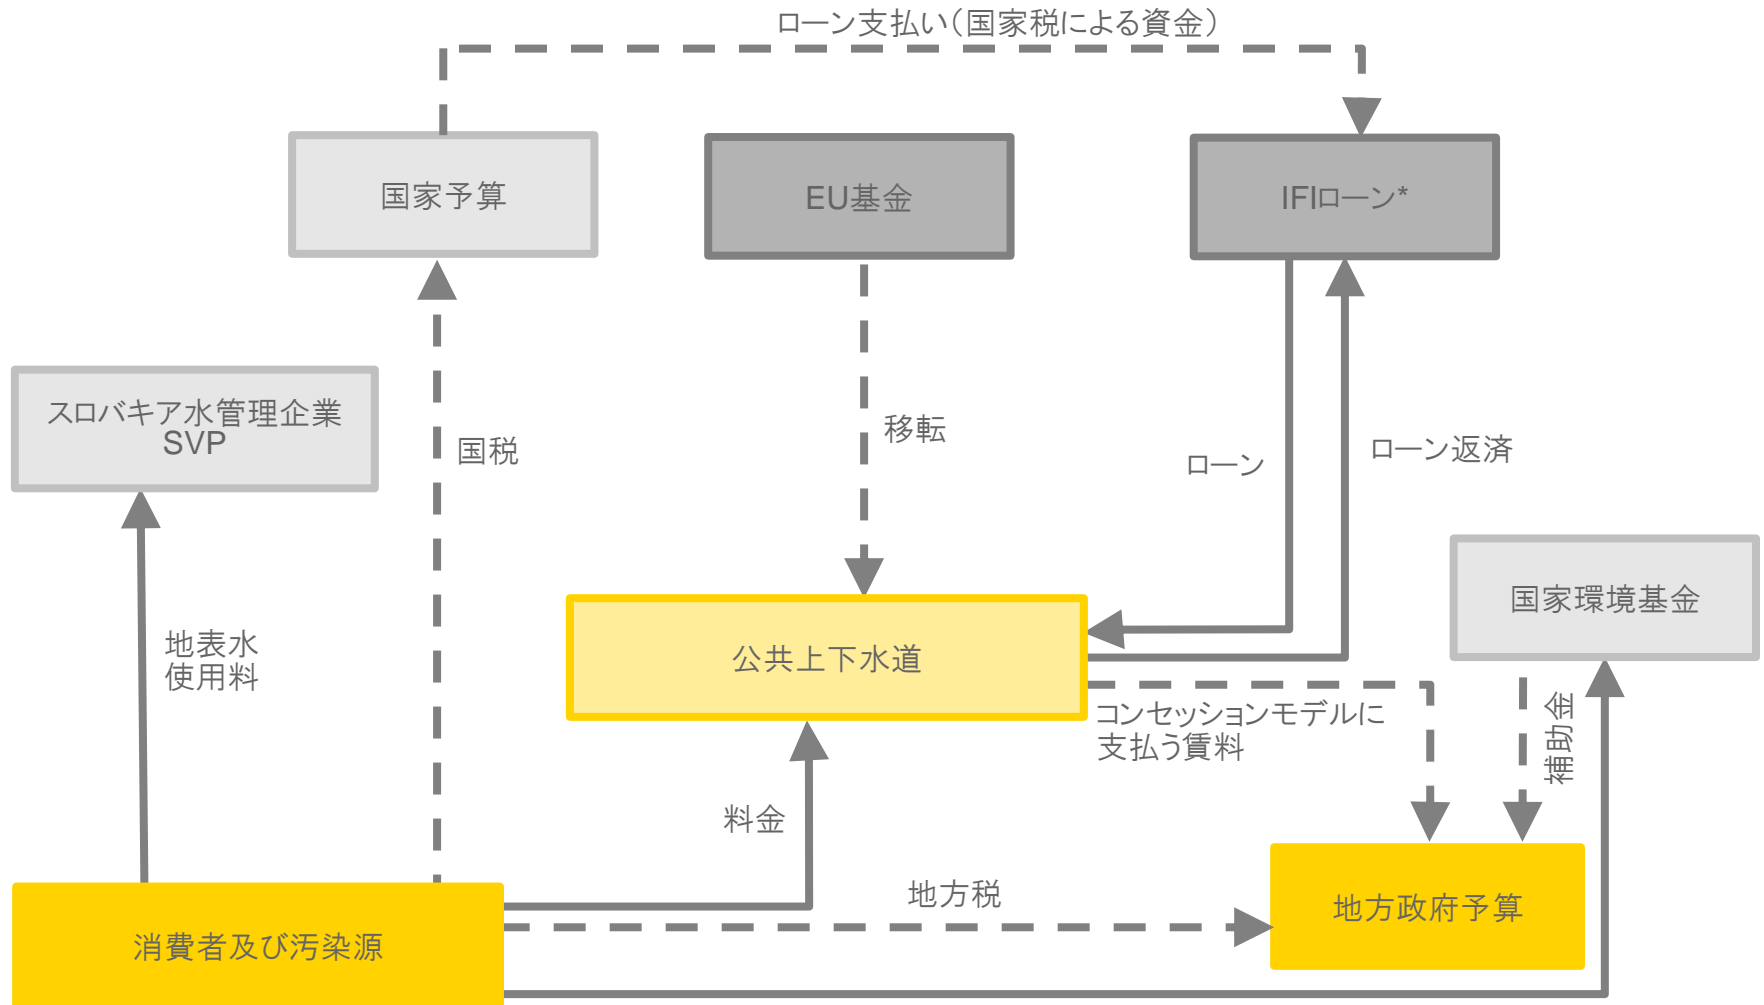 ローン支払い（国家税による資金）
国家予算
EU基金
IFIローン*
スロバキア水管理企業
SVP
国税
移転
ローン
ローン返済
国家環境基金
地表水
使用料
公共上下水道
コンセッションモデルに
支払う賃料
補助金
料金
地方税
地方政府予算
消費者及び汚染源